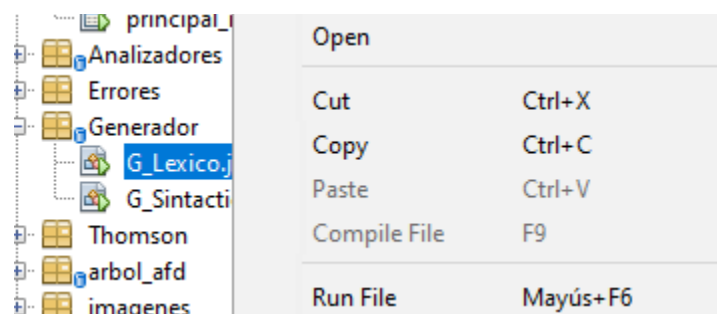 principal_
Analizadores
Errores
Generador
G_Lexico.j
G_Sintacti
Thomson
arbol_afd
imagenes
Open
Cut Ctrl+X
Copy Ctrl+C
Paste Ctrl+V
Compile File F9
Run File Mayús+F6